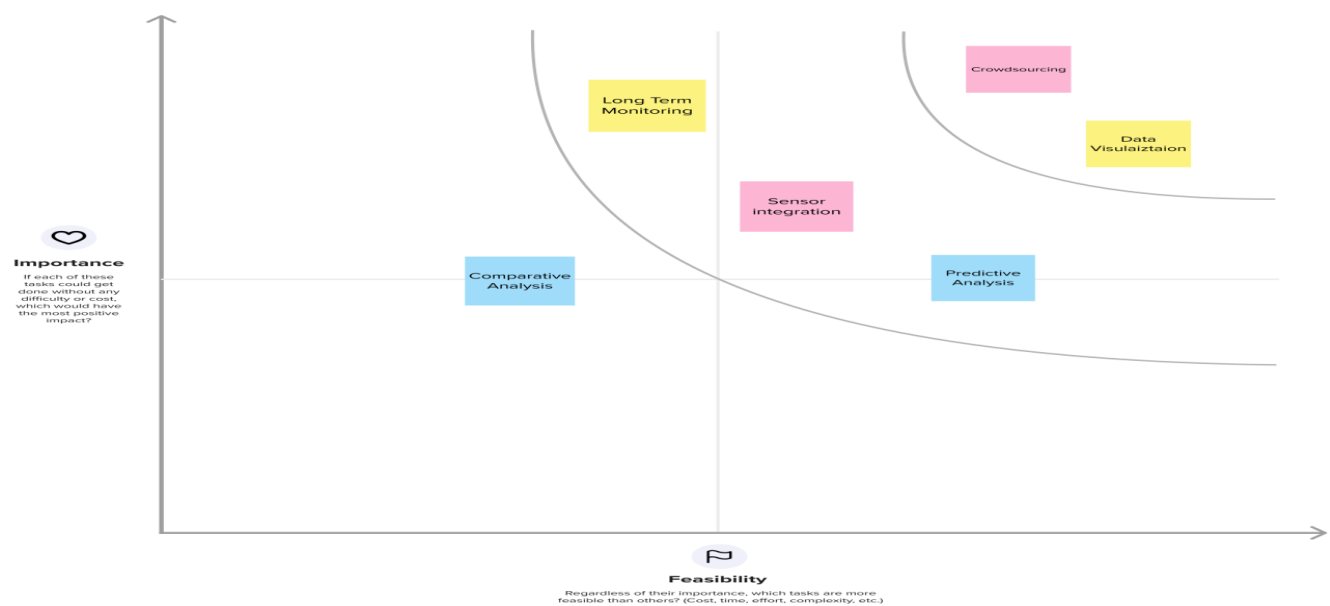 Crowdsourcing
Long Term
Monitoring
Data
Visulaiztaion
Sensor
integration
Comparative
Analysis
Predictive
Analysis
Importance
If each of these
tasks could get
done without any
difficulty or cost,
which would have
the most positive
impact?
Feasibility
Regardless of their importance, which tasks are more
feasible than others? (Cost, time, effort, complexity, etc.)